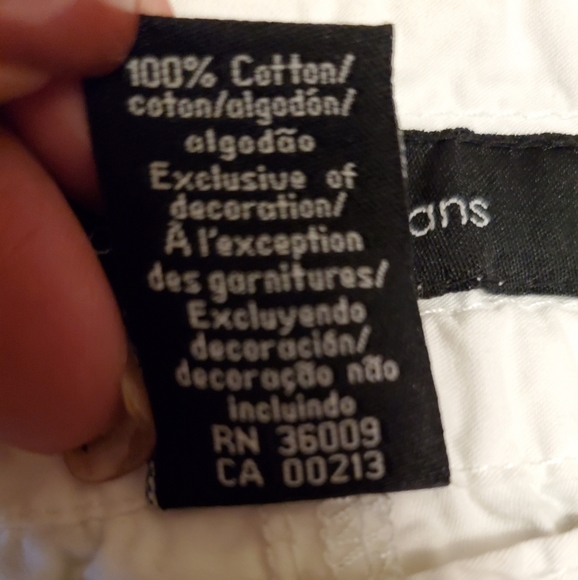 100% Cotton/
coton/algodón/
algodão
Exclusive of
decoration/
À l'exception
des garnitures/
Excluyendo
decoración/
decoração não
incluindo
RN 36009
CA 00213
ans